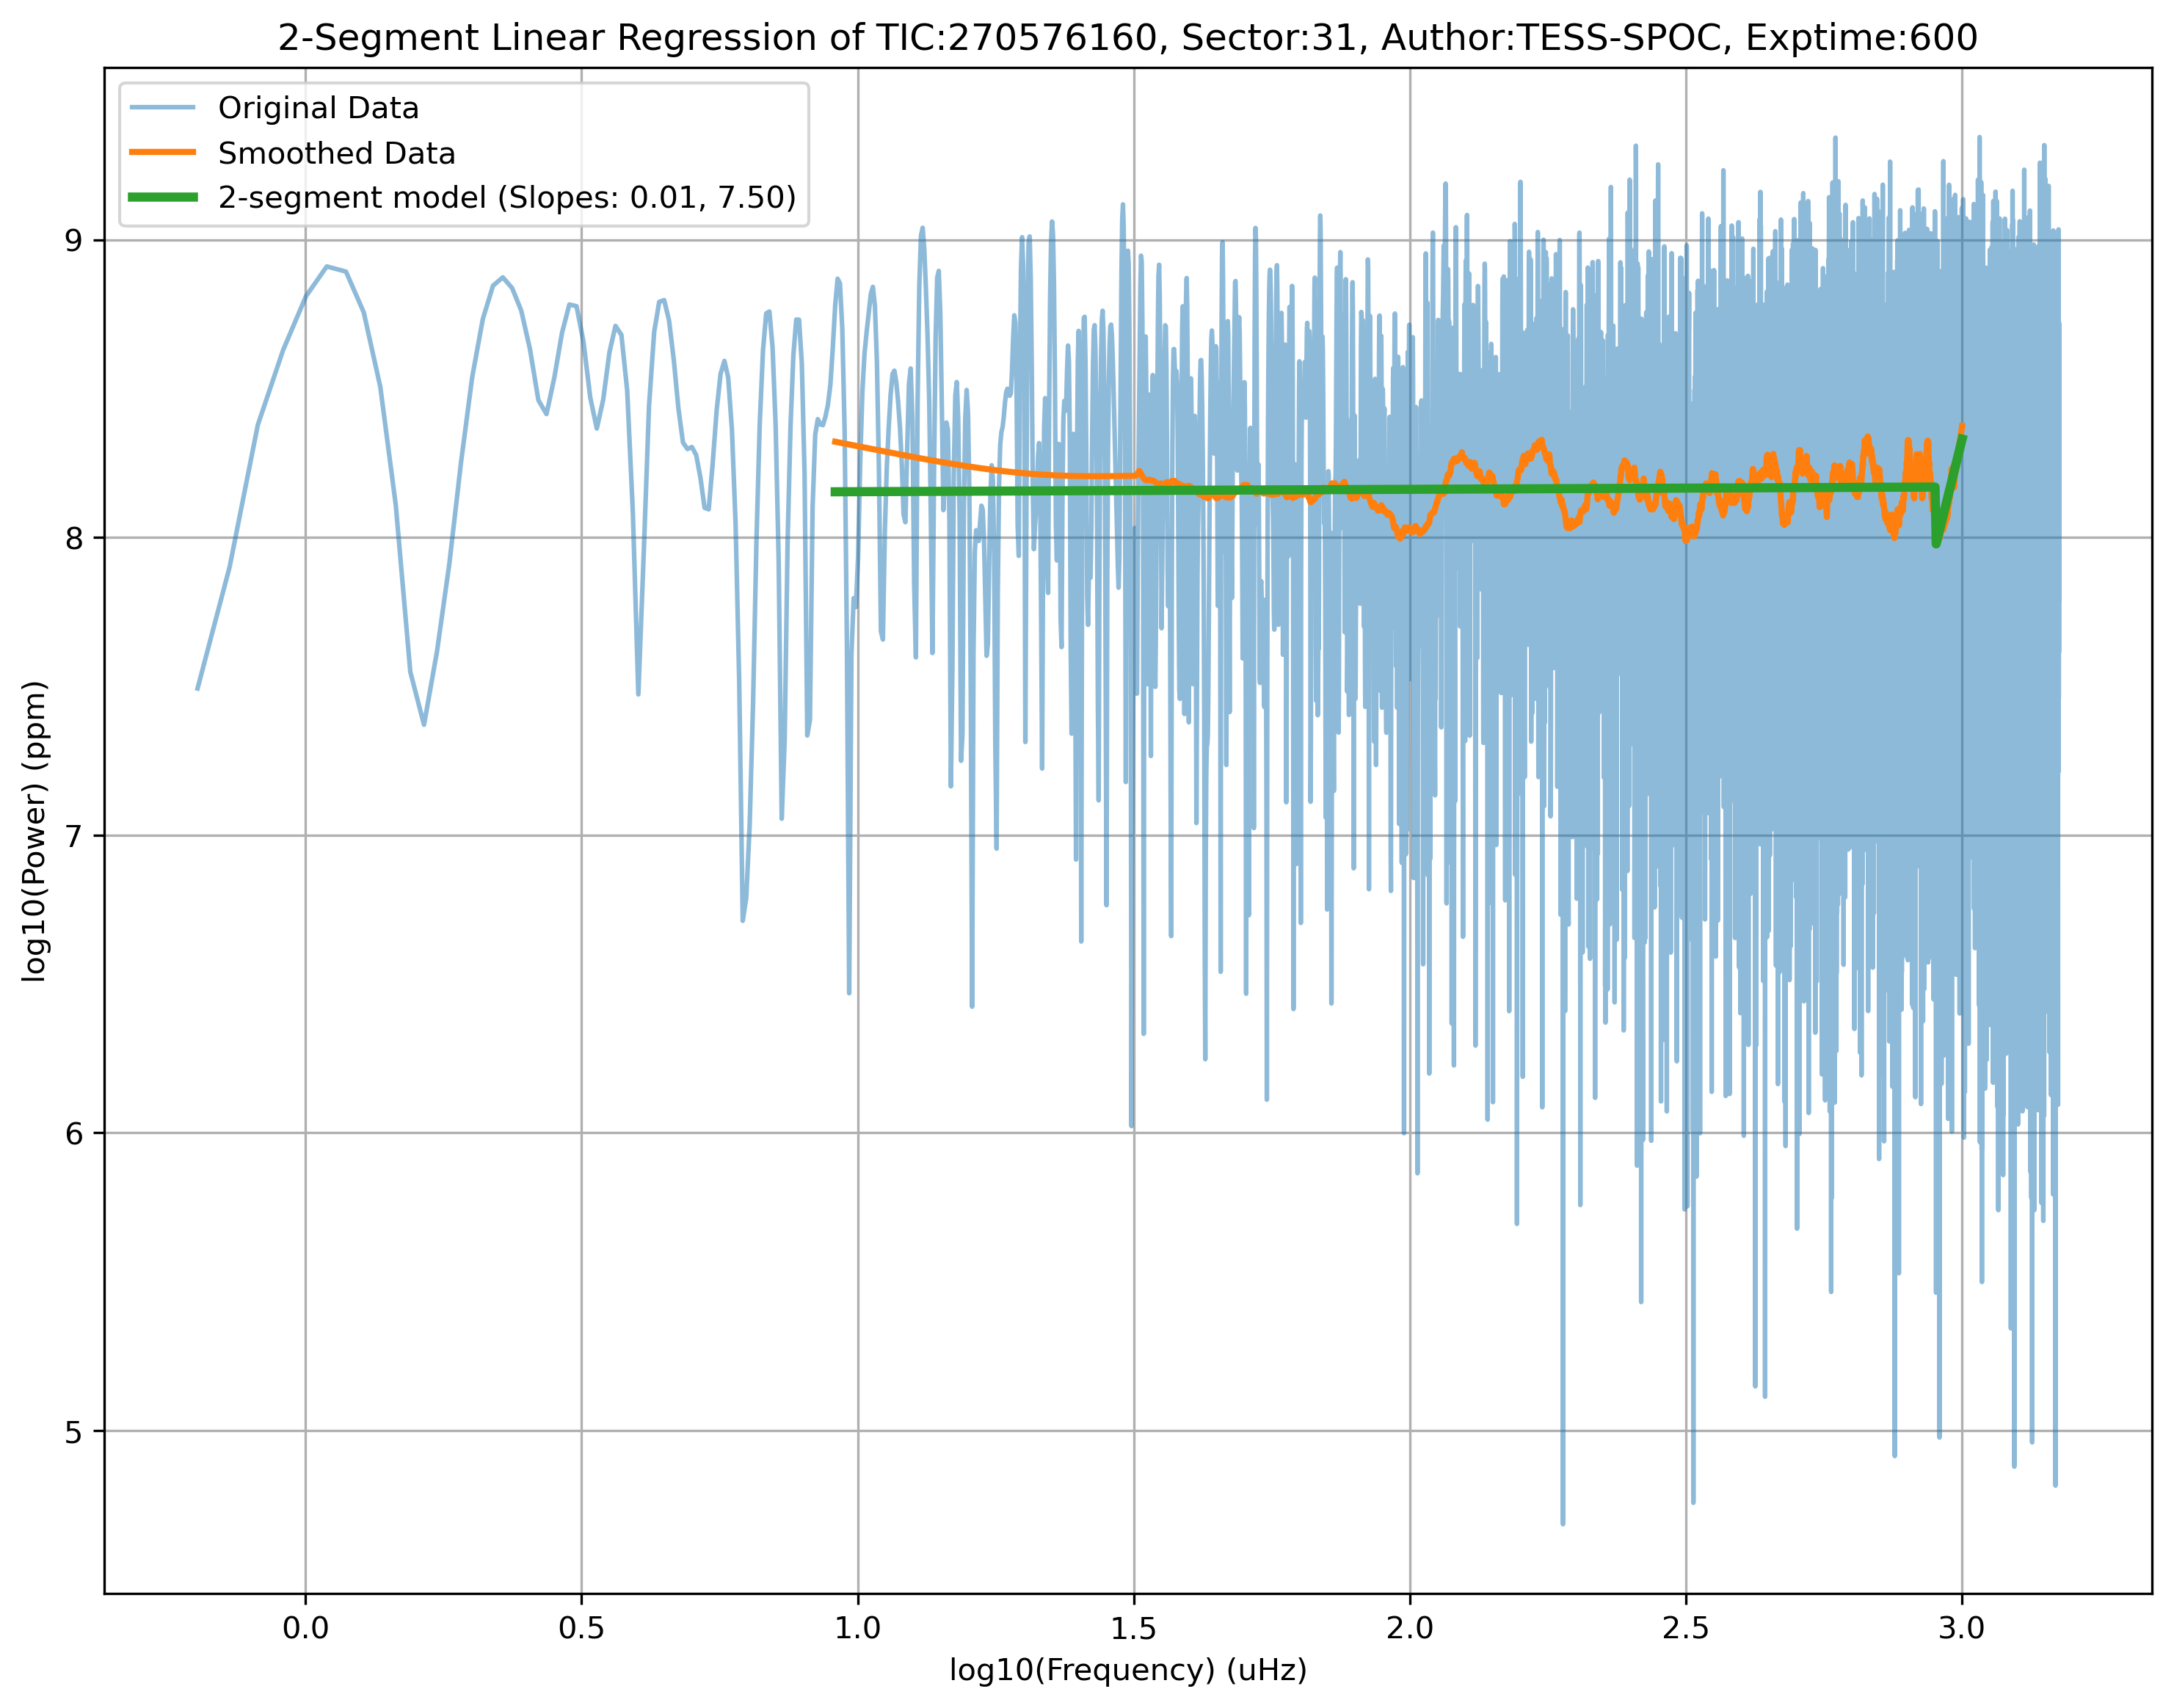 2-Segment Linear Regression of TIC:270576160, Sector:31, Author:TESS-SPOC, Exptime:600
Original Data
Smoothed Data
2-segment model (Slopes: 0.01, 7.50)
log10(Power) (ppm)
9
8
7
6
5
0.0 0.5 1.0 1.5 2.0 2.5 3.0
log10(Frequency) (uHz)